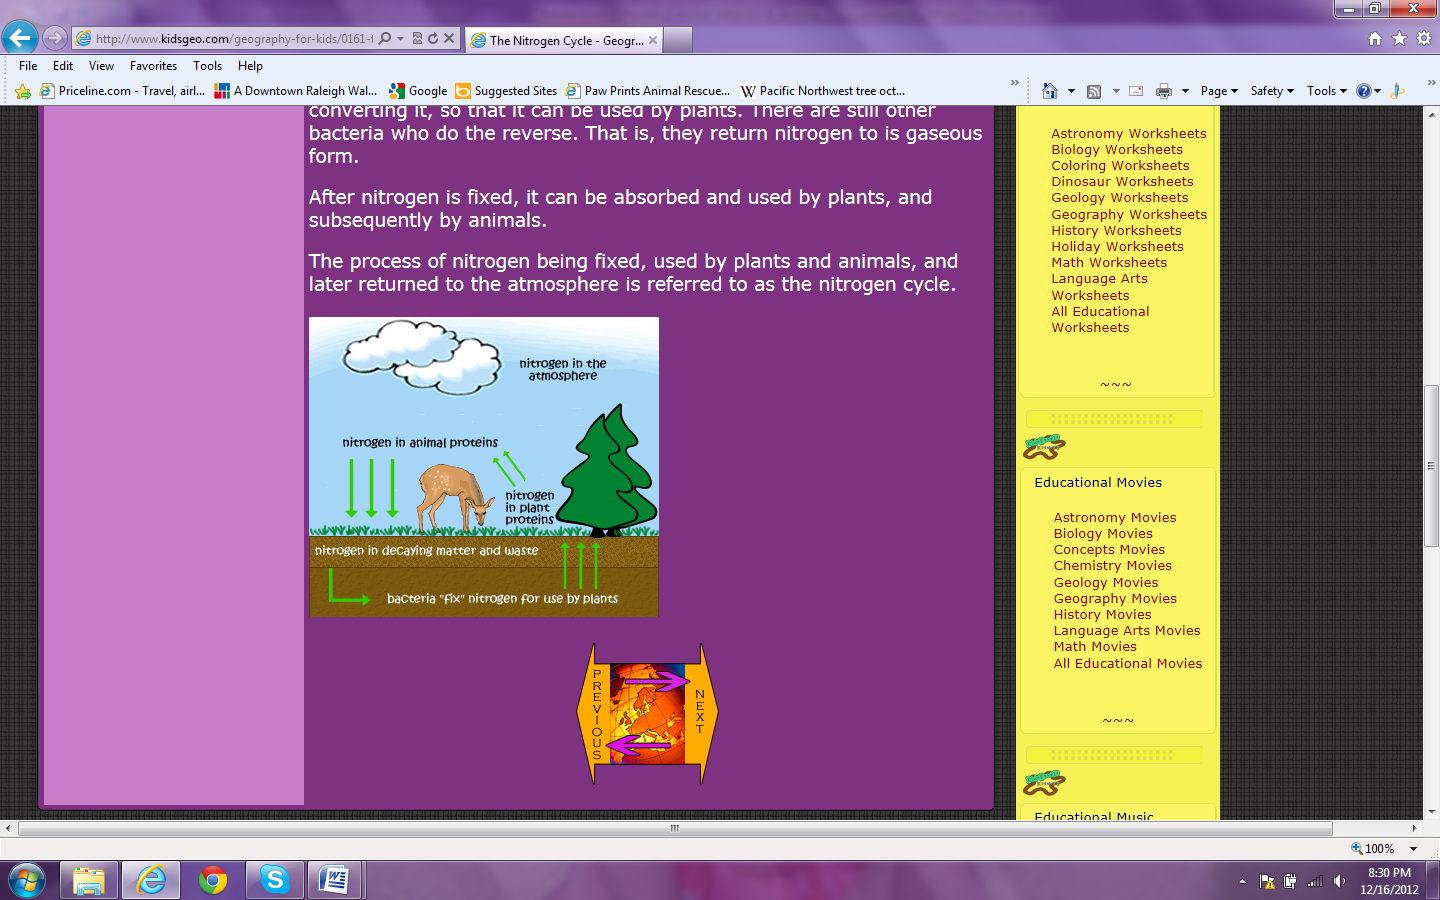 http://www.kidsgeo.com/geography-for-kids/0161-t
The Nitrogen Cycle - Geogr...
File Edit View Favorites Tools Help
Priceline.com - Travel, airl... A Downtown Raleigh Wal... Google Suggested Sites Paw Prints Animal Rescue... Pacific Northwest tree oct...
Page Safety Tools
converting it, so that it can be used by plants. There are still other
bacteria who do the reverse. That is, they return nitrogen to is gaseous
form.
After nitrogen is fixed, it can be absorbed and used by plants, and
subsequently by animals.
The process of nitrogen being fixed, used by plants and animals, and
later returned to the atmosphere is referred to as the nitrogen cycle.
nitrogen in the
atmosphere
nitrogen in animal proteins
nitrogen
in plant
proteins
nitrogen in decaying matter and waste
bacteria "fix" nitrogen for use by plants
PREVIOUS
NEXT
Astronomy Worksheets
Biology Worksheets
Coloring Worksheets
Dinosaur Worksheets
Geology Worksheets
Geography Worksheets
History Worksheets
Holiday Worksheets
Math Worksheets
Language Arts
Worksheets
All Educational
Worksheets
~~~
Educational Movies
Astronomy Movies
Biology Movies
Concepts Movies
Chemistry Movies
Geology Movies
Geography Movies
History Movies
Language Arts Movies
Math Movies
All Educational Movies
~~~
Educational Music
100%
8:30 PM
12/16/2012